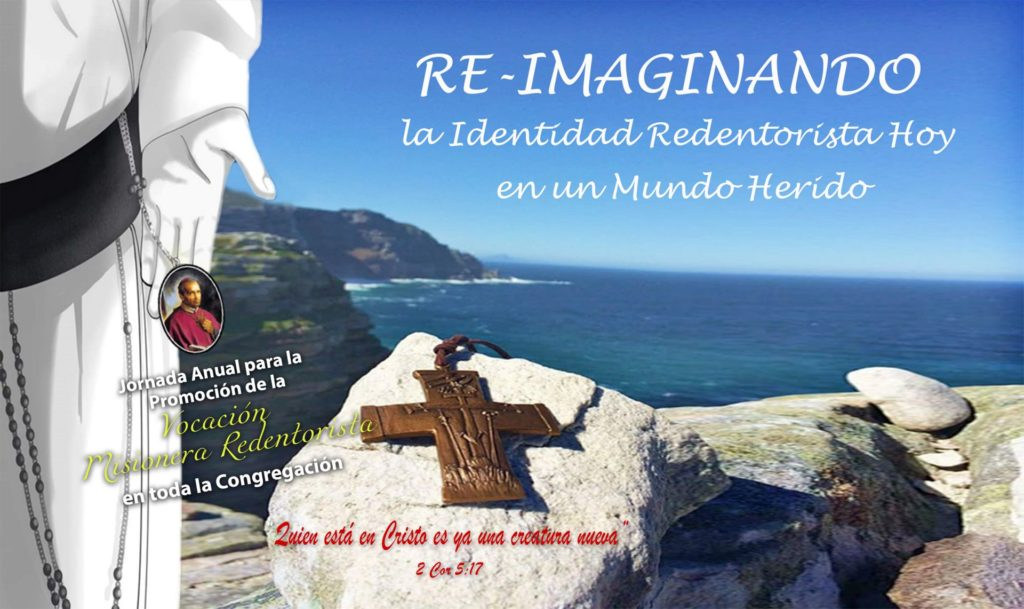 RE-IMAGINANDO
la Identidad Redentorista Hoy
en un Mundo Herido
Jornada Anual para la
Promoción de la
Vocación
Misionera Redentorista
en toda la Congregación
Quien está en Cristo es ya una creatura nueva"
2 Cor 5:17